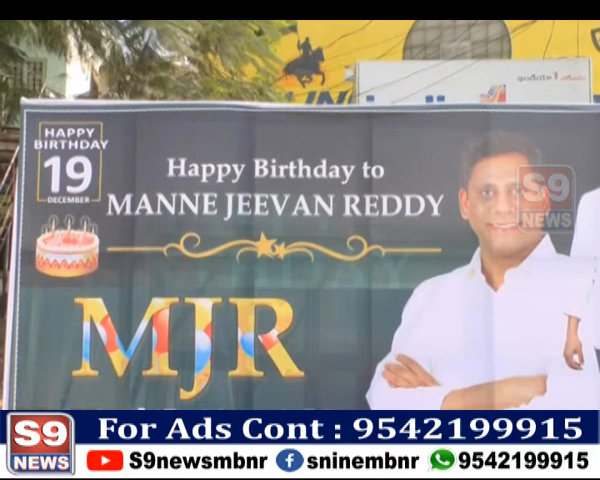 HAPPY
BIRTHDAY
19
DECEMBER
Happy Birthday to
MANNE JEEVAN REDDY
MJR
S9
NEWS
S9
NEWS
For Ads Cont : 9542199915
S9newsmbnr sninembnr 9542199915